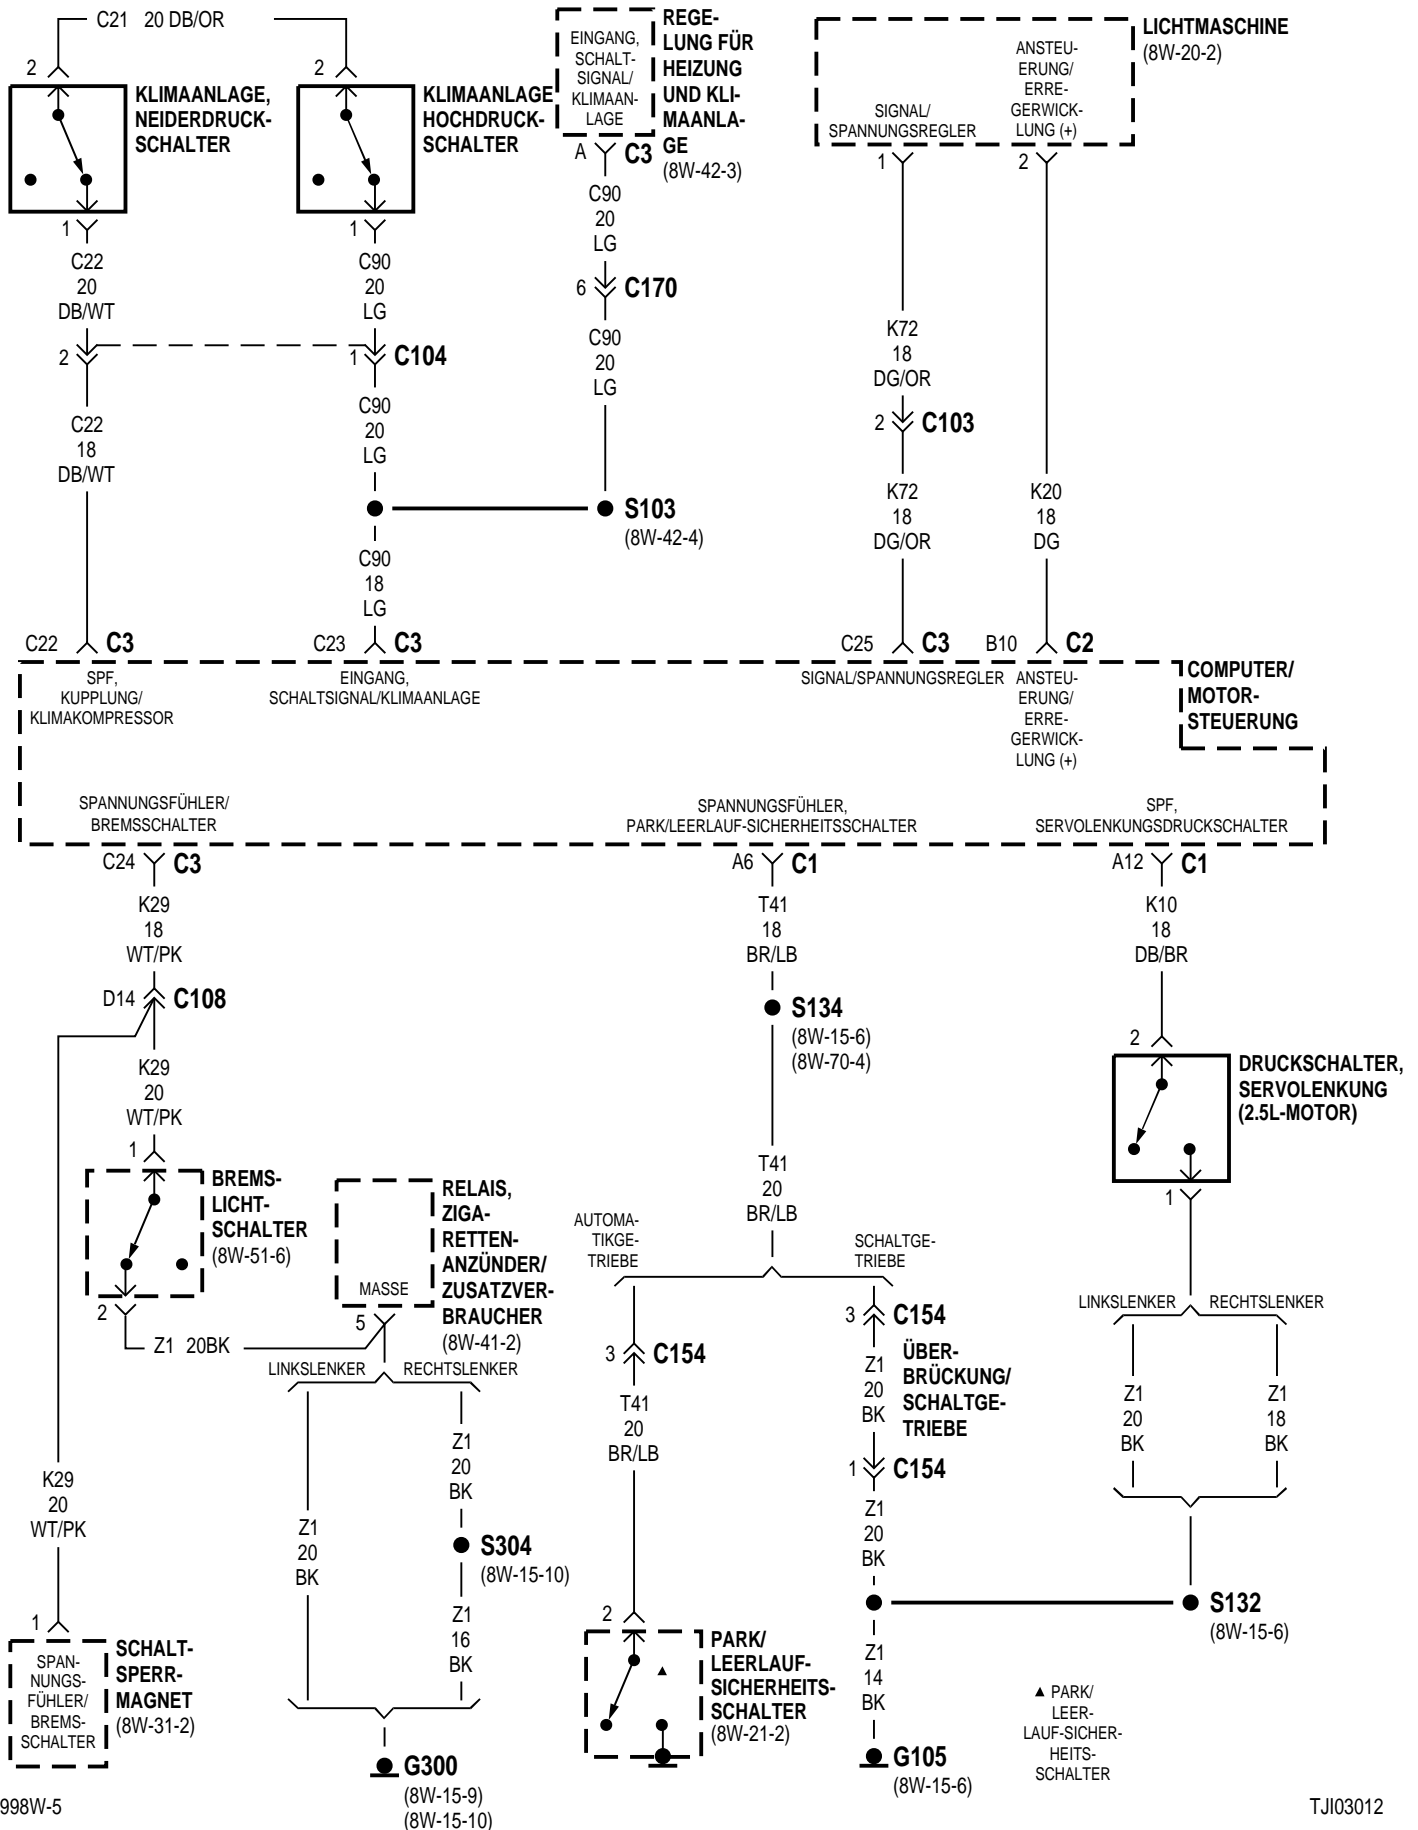 C21 20 DB/OR
2
KLIMAANLAGE,
NEIDERDRUCK-
SCHALTER
1
C22
20
DB/WT
2
C22
18
DB/WT
C22 C3
2
KLIMAANLAGE
HOCHDRUCK-
SCHALTER
1
C90
20
LG
1 C104
C90
20
LG
C90
18
LG
C23 C3
EINGANG,
SCHALT-
SIGNAL/
KLIMAAN-
LAGE
REGE-
LUNG FÜR
HEIZUNG
UND KLI-
MAANLA-
GE
(8W-42-3)
A C3
C90
20
LG
6 C170
C90
20
LG
S103
(8W-42-4)
LICHTMASCHINE
(8W-20-2)
SIGNAL/
SPANNUNGSREGLER
ANSTEU-
ERUNG/
ERRE-
GERWICK-
LUNG (+)
1
K72
18
DG/OR
2 C103
K72
18
DG/OR
C25 C3
2
K20
18
DG
B10 C2
SPF,
KUPPLUNG/
KLIMAKOMPRESSOR
EINGANG,
SCHALTSIGNAL/KLIMAANLAGE
SIGNAL/SPANNUNGSREGLER
ANSTEU-
ERUNG/
ERRE-
GERWICK-
LUNG (+)
COMPUTER/
MOTOR-
STEUERUNG
SPANNUNGSFÜHLER/
BREMSSCHALTER
SPANNUNGSFÜHLER,
PARK/LEERLAUF-SICHERHEITSSCHALTER
SPF,
SERVOLENKUNGSDRUCKSCHALTER
C24 C3
K29
18
WT/PK
D14 C108
K29
20
WT/PK
1
BREMS-
LICHT-
SCHALTER
(8W-51-6)
2
Z1 20BK
MASSE
RELAIS,
ZIGA-
RETTEN-
ANZÜNDER/
ZUSATZVER-
BRAUCHER
(8W-41-2)
5
LINKSLENKER
RECHTSLENKER
Z1
20
BK
Z1
20
BK
S304
(8W-15-10)
Z1
16
BK
G300
(8W-15-9)
(8W-15-10)
K29
20
WT/PK
1
SPAN-
NUNGS-
FÜHLER/
BREMS-
SCHALTER
SCHALT-
SPERR-
MAGNET
(8W-31-2)
A6 C1
T41
18
BR/LB
S134
(8W-15-6)
(8W-70-4)
T41
20
BR/LB
AUTOMA-
TIKGE-
TRIEBE
SCHALTGE-
TRIEBE
3 C154
T41
20
BR/LB
2
PARK/
LEERLAUF-
SICHERHEITS-
SCHALTER
(8W-21-2)
▲
3 C154
Z1
20
BK
ÜBER-
BRÜCKUNG/
SCHALTGE-
TRIEBE
1 C154
Z1
20
BK
Z1
14
BK
G105
(8W-15-6)
A12 C1
K10
18
DB/BR
2
DRUCKSCHALTER,
SERVOLENKUNG
(2.5L-MOTOR)
1
LINKSLENKER
RECHTSLENKER
Z1
20
BK
Z1
18
BK
S132
(8W-15-6)
▲ PARK/
LEER-
LAUF-SICHER-
HEITS-
SCHALTER
998W-5
TJI03012